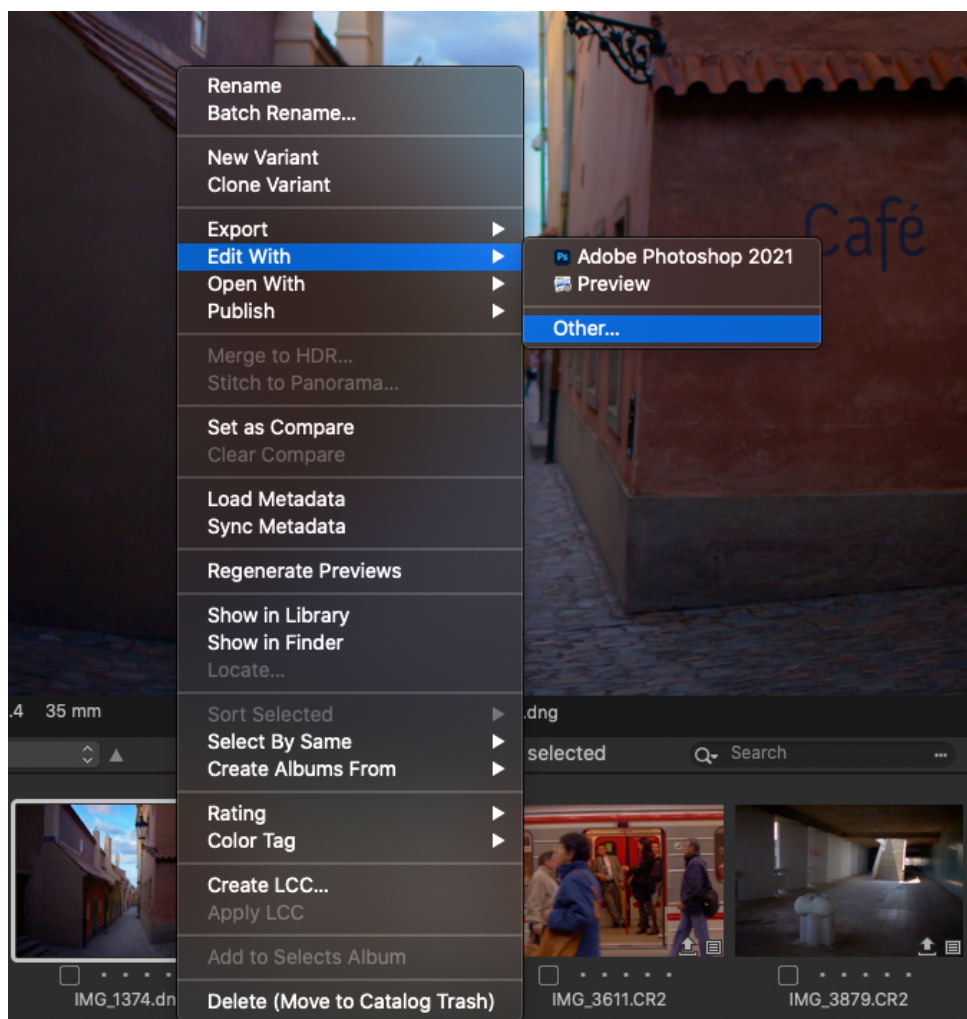 Rename
Batch Rename...
New Variant
Clone Variant
Export
Edit With
Open With
Publish
Merge to HDR...
Stitch to Panorama...
Set as Compare
Clear Compare
Load Metadata
Sync Metadata
Regenerate Previews
Show in Library
Show in Finder
Locate...
Sort Selected
Select By Same
Create Albums From
Rating
Color Tag
Create LCC...
Apply LCC
Add to Selects Album
Delete (Move to Catalog Trash)
Ps Adobe Photoshop 2021
Preview
Other...
Café
.4 35 mm
.dng
selected
Search
IMG_1374.dn
IMG_3611.CR2
IMG_3879.CR2